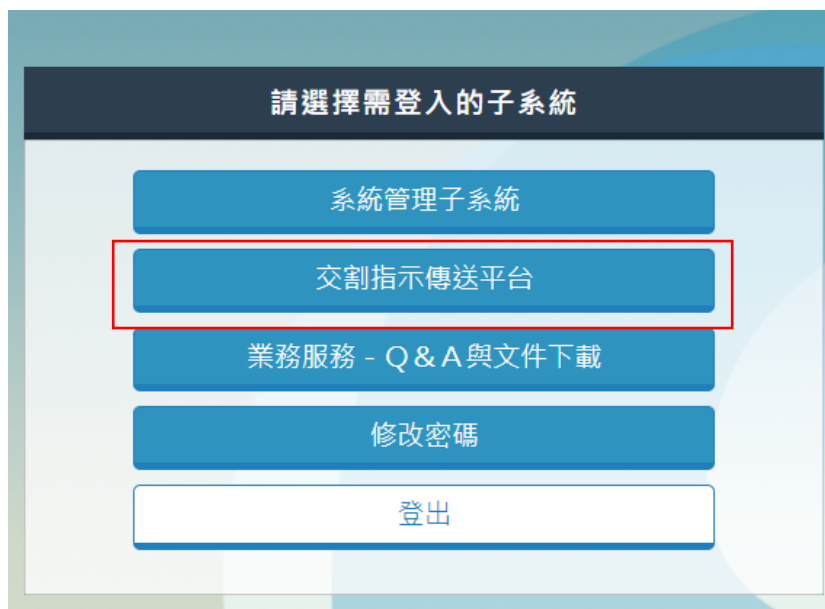 請選擇需登入的子系統
系統管理子系統
交割指示傳送平台
業務服務 - Q&A與文件下載
修改密碼
登出